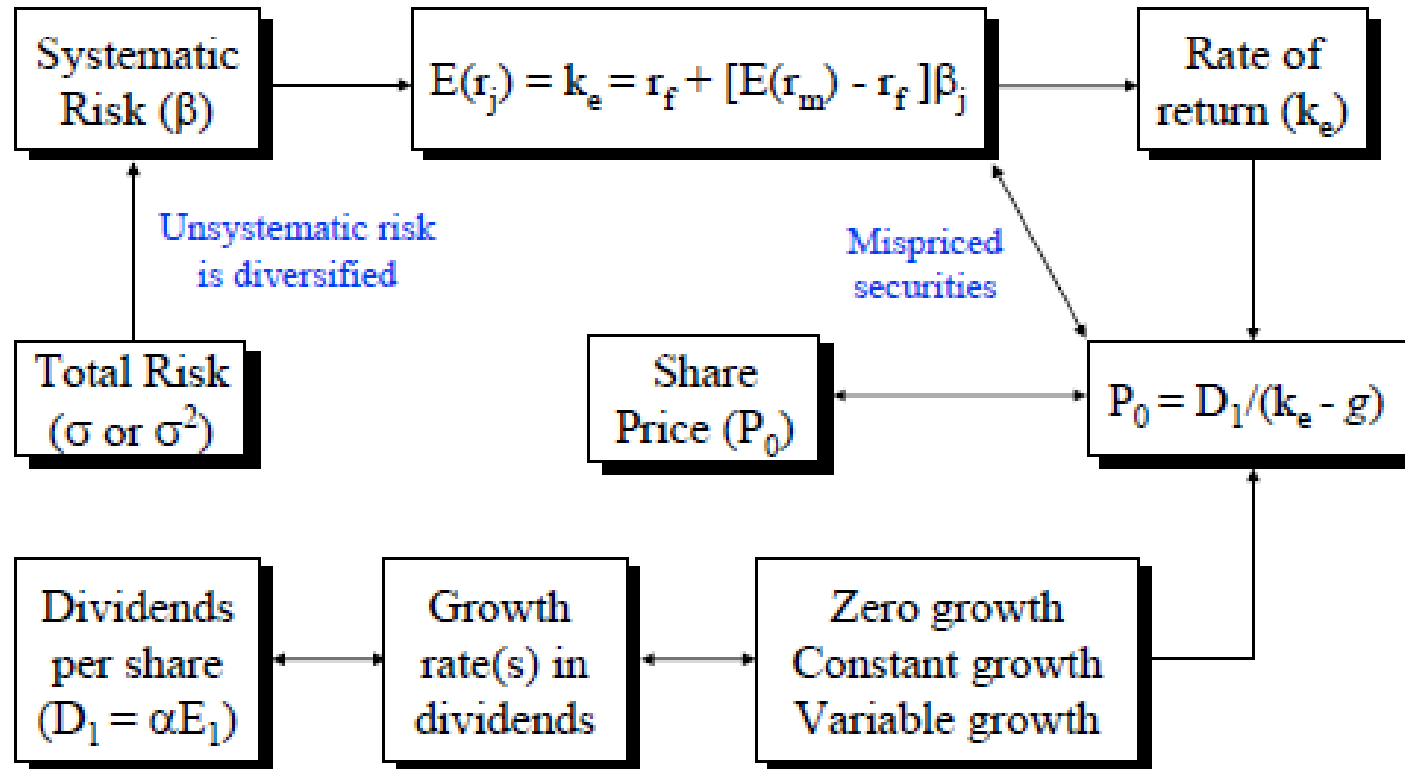 Systematic
Risk (β)
E(rⱼ) = kₑ = r_f + [E(rₘ) - r_f ]βⱼ
Rate of
return (kₑ)
Unsystematic risk
is diversified
Mispriced
securities
Total Risk
(σ or σ²)
Share
Price (P₀)
P₀ = D₁/(kₑ - g)
Dividends
per share
(D₁ = αE₁)
Growth
rate(s) in
dividends
Zero growth
Constant growth
Variable growth